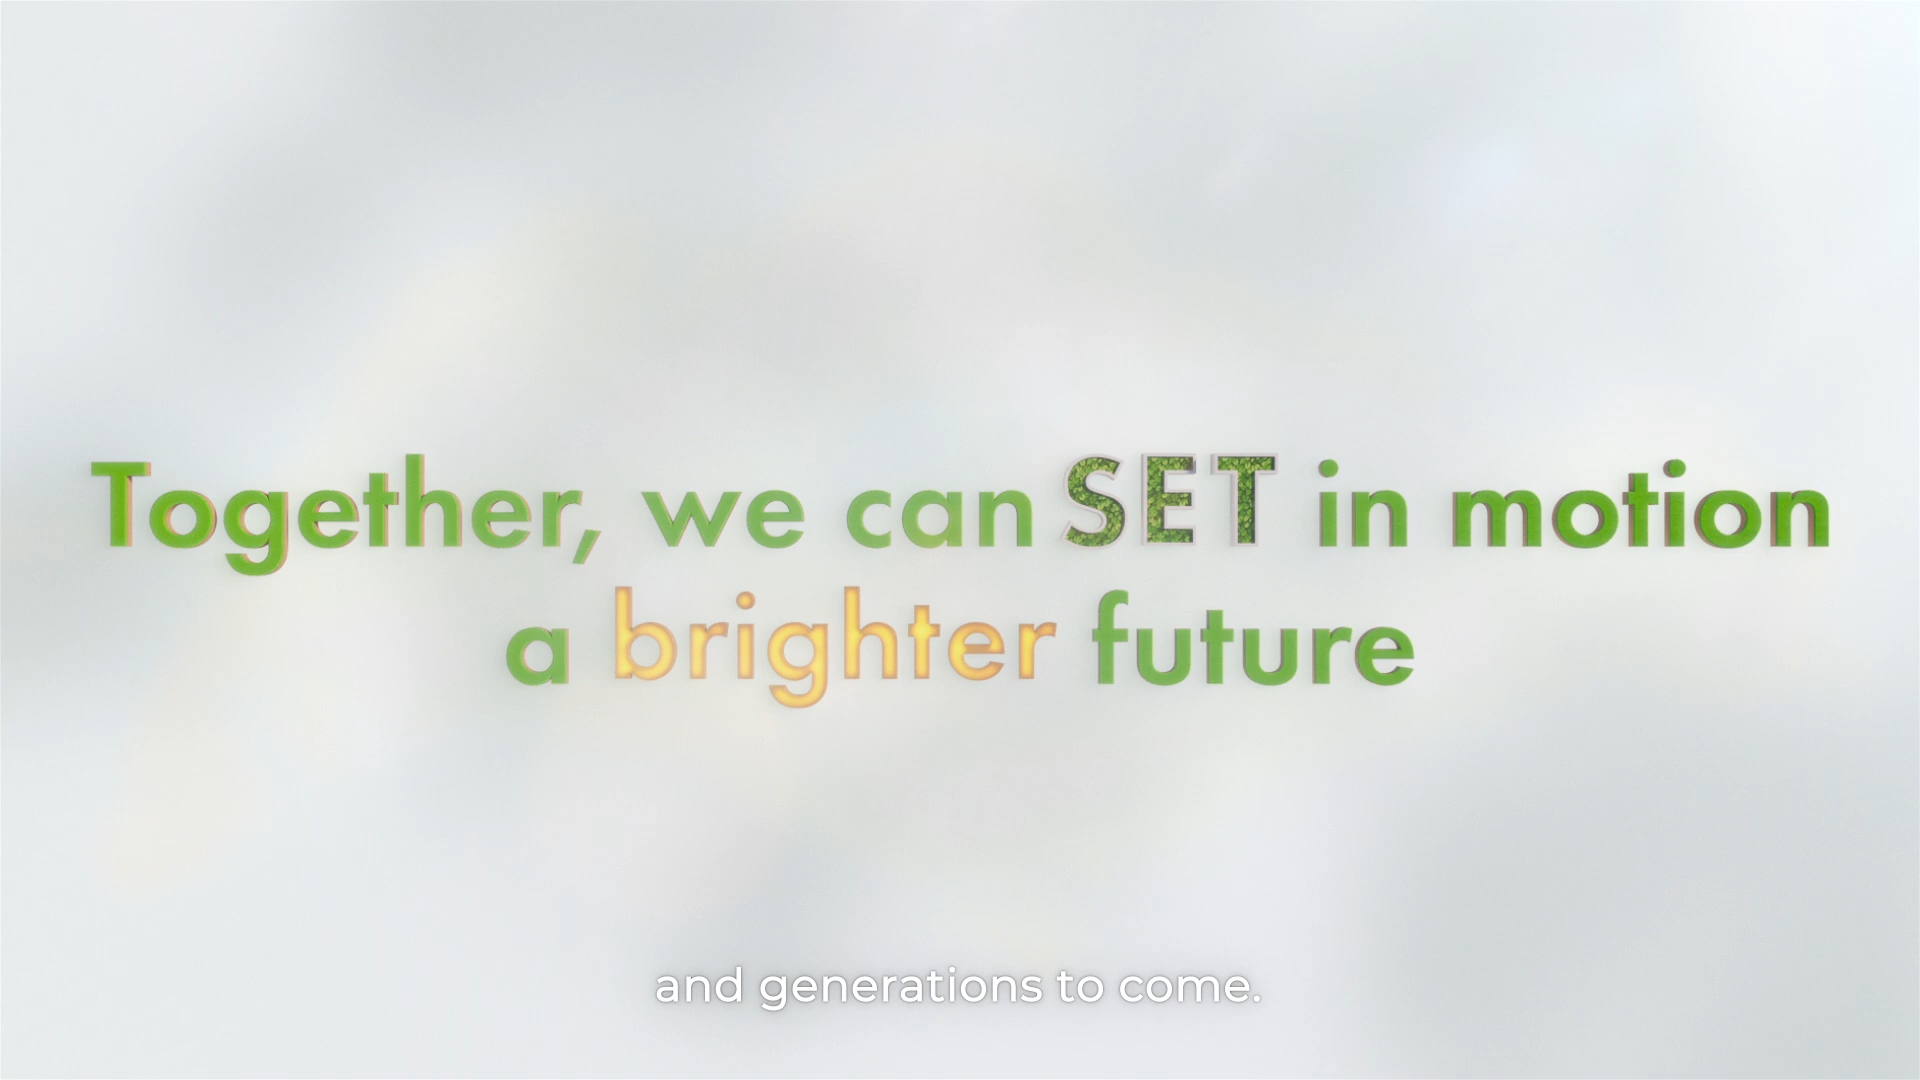 Together, we can SET in motion
a brighter future
and generations to come.